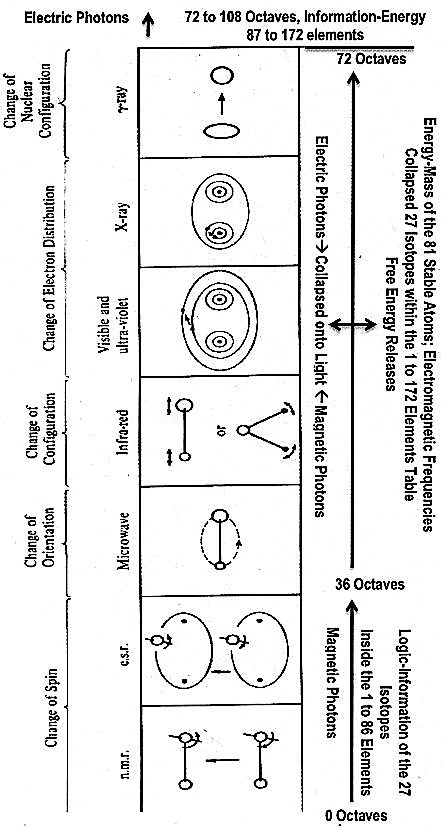 Electric Photons
72 to 108 Octaves, Information-Energy
87 to 172 elements
72 Octaves
Change of
Nuclear
Configuration
γ-ray
Change of Electron Distribution
X-ray
Visible and
ultra-violet
Change of
Configuration
Infra-red
or
Change of
Orientation
Microwave
Change of Spin
e.s.r.
n.m.r.
Electric Photons → Collapsed onto Light ← Magnetic Photons
Energy-Mass of the 81 Stable Atoms; Electromagnetic Frequencies
Collapsed 27 Isotopes within the 1 to 172 Elements Table
Free Energy Releases
36 Octaves
Logic-Information of the 27
Isotopes
Inside the 1 to 86 Elements
Magnetic Photons
0 Octaves